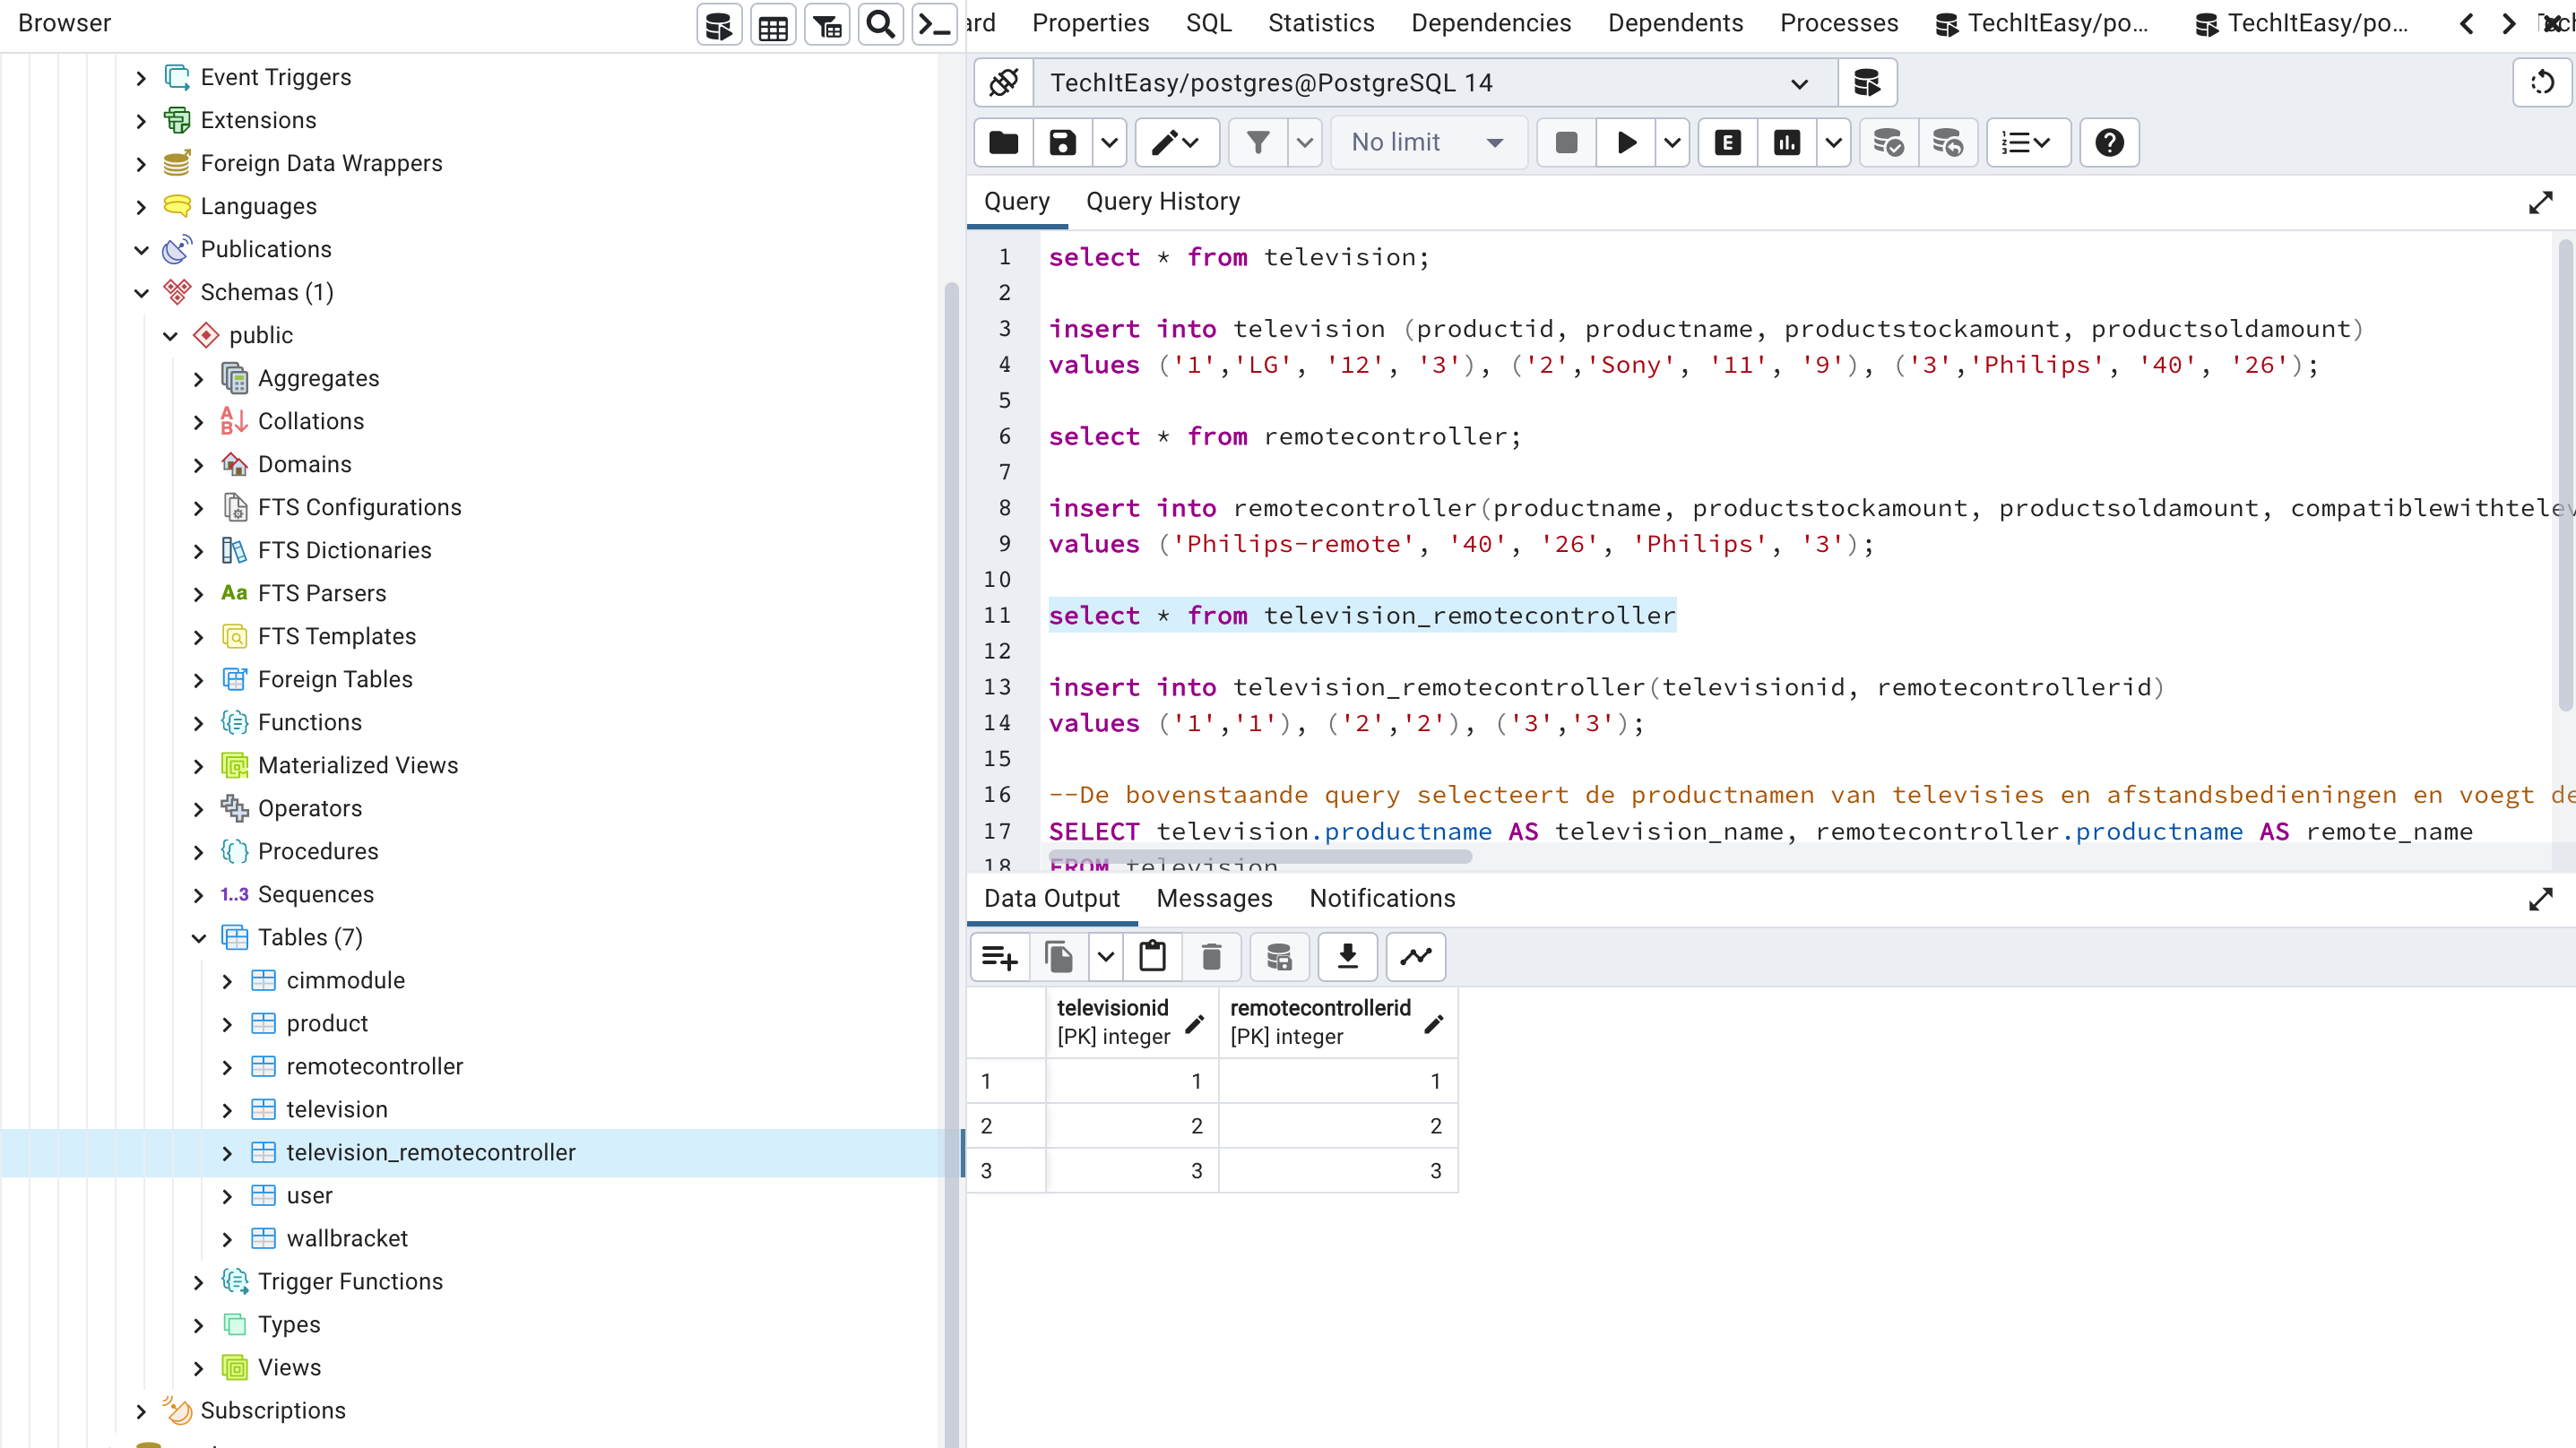 Browser
ard Properties SQL Statistics Dependencies Dependents Processes TechItEasy/po... TechItEasy/po...
Event Triggers
Extensions
Foreign Data Wrappers
Languages
Publications
Schemas (1)
public
Aggregates
Collations
Domains
FTS Configurations
FTS Dictionaries
Aa FTS Parsers
FTS Templates
Foreign Tables
Functions
Materialized Views
Operators
Procedures
1..3 Sequences
Tables (7)
cimmodule
product
remotecontroller
television
television_remotecontroller
user
wallbracket
Trigger Functions
Types
Views
Subscriptions
TechItEasy/postgres@PostgreSQL 14
No limit
E
Query Query History
1 select * from television;
2
3 insert into television (productid, productname, productstockamount, productsoldamount)
4 values ('1','LG', '12', '3'), ('2','Sony', '11', '9'), ('3','Philips', '40', '26');
5
6 select * from remotecontroller;
7
8 insert into remotecontroller(productname, productstockamount, productsoldamount, compatiblewithtelev
9 values ('Philips-remote', '40', '26', 'Philips', '3');
10
11 select * from television_remotecontroller
12
13 insert into television_remotecontroller(televisionid, remotecontrollerid)
14 values ('1','1'), ('2','2'), ('3','3');
15
16 --De bovenstaande query selecteert de productnamen van televisies en afstandsbedieningen en voegt de
17 SELECT television.productname AS television_name, remotecontroller.productname AS remote_name
18 FROM television
Data Output Messages Notifications
televisionid remotecontrollerid
[PK] integer [PK] integer
1 1 1
2 2 2
3 3 3